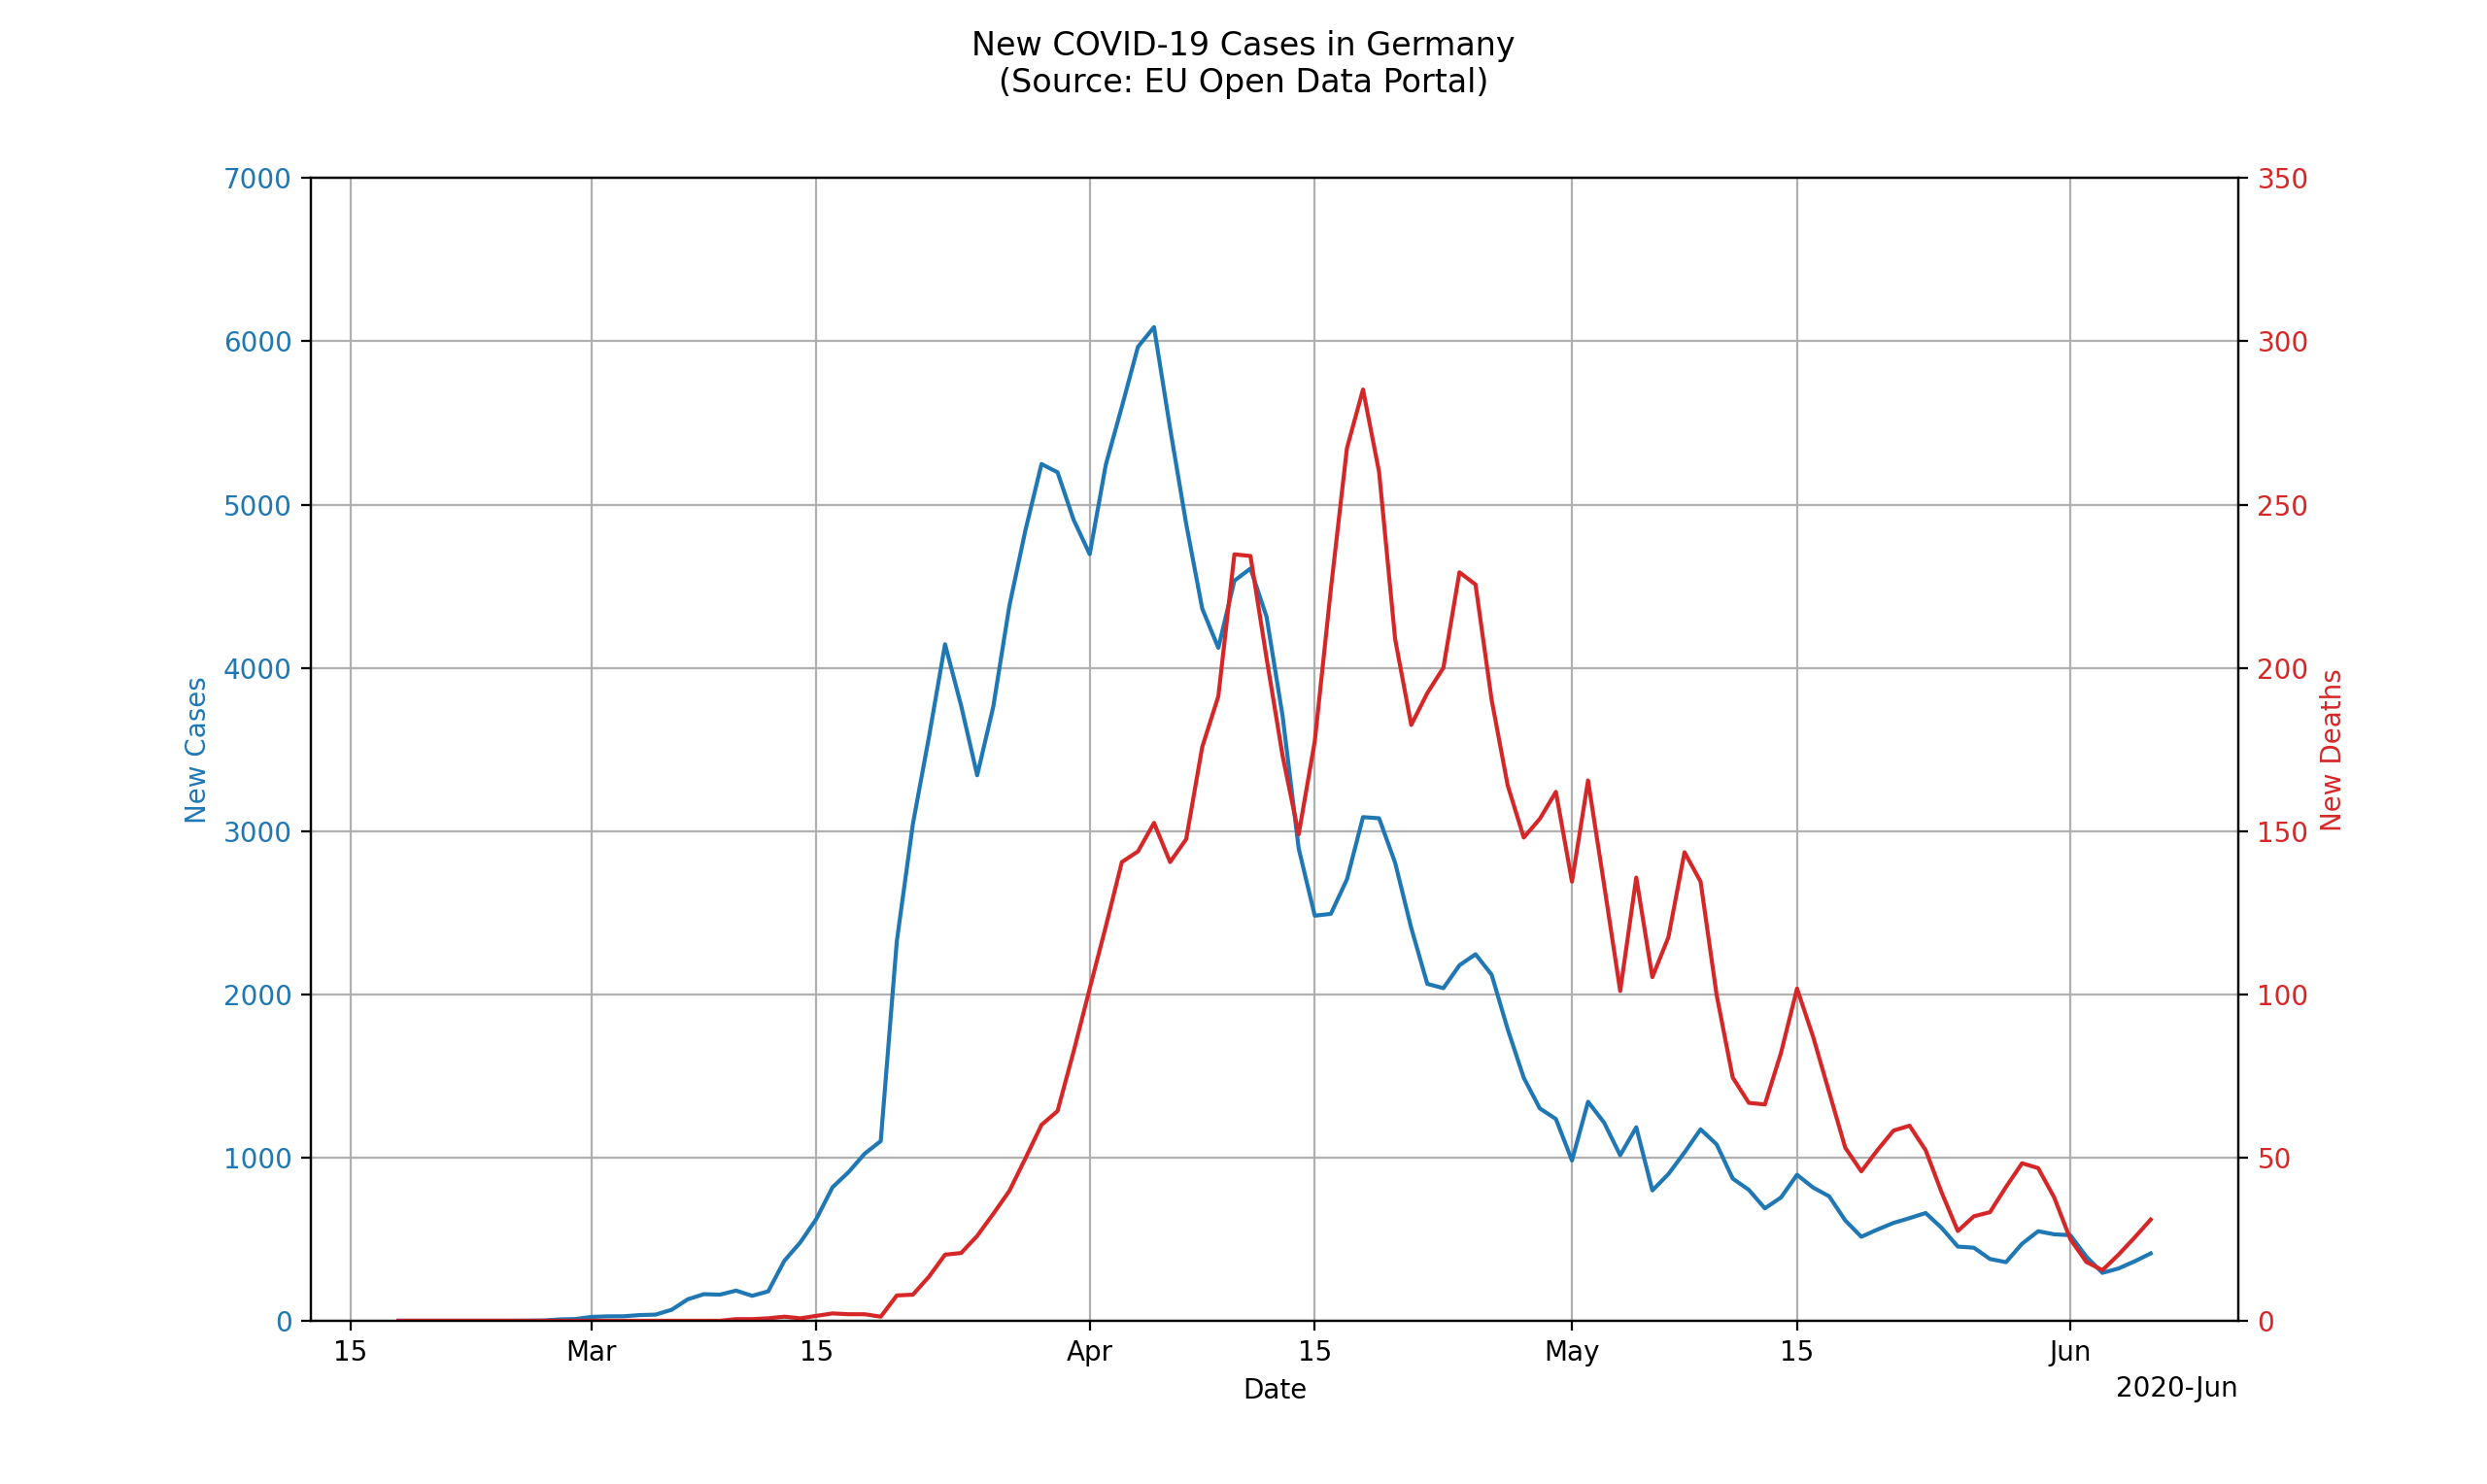 New COVID-19 Cases in Germany
(Source: EU Open Data Portal)
7000
6000
5000
4000
3000
2000
1000
0
New Cases
350
300
250
200
150
100
50
0
New Deaths
15
Mar
15
Apr
15
May
15
Jun
Date
2020-Jun